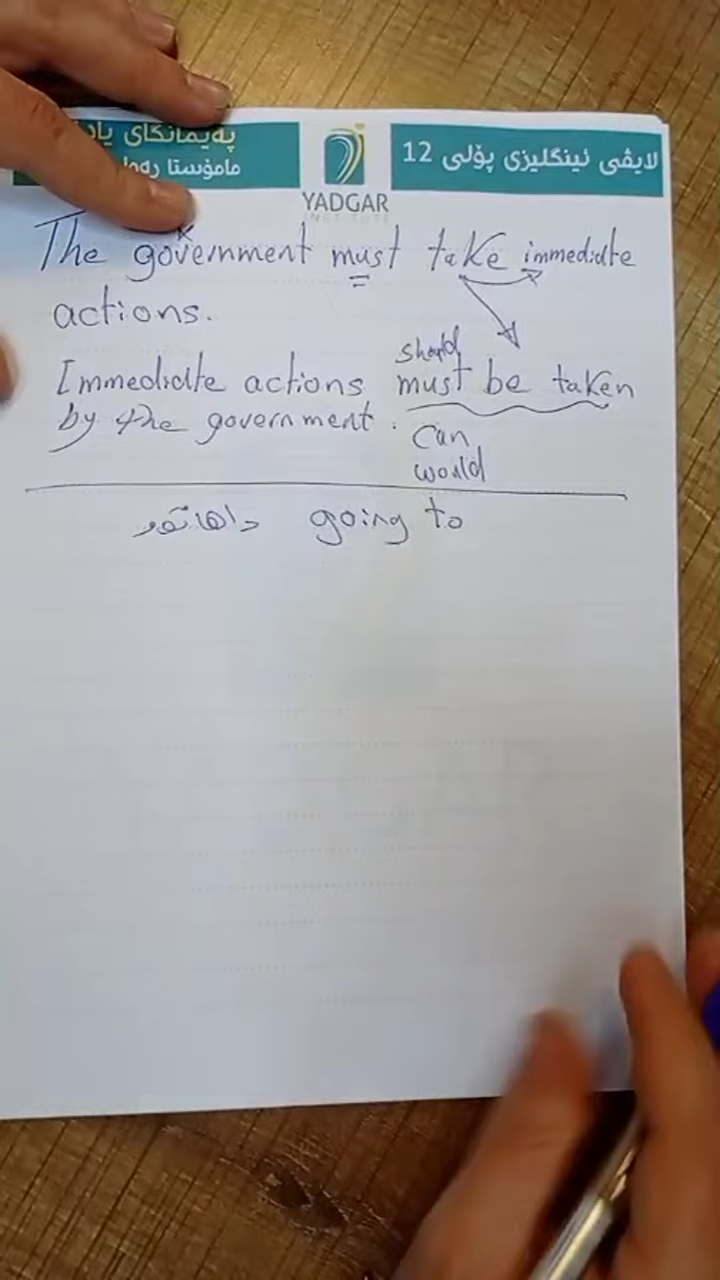 پەیمانگای یاد
لایڤی ئینگلیزی پۆلی 12
مامۆستا
YADGAR
INSTITUTE
The government must take immediate
actions.
should
Immediate actions must be taken
by the government.
can
would
داهاتوو going to